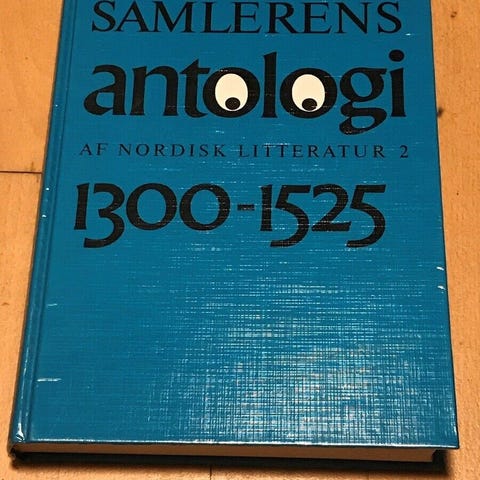 SAMLERENS
antologi
AF NORDISK LITTERATUR 2
1300-1525